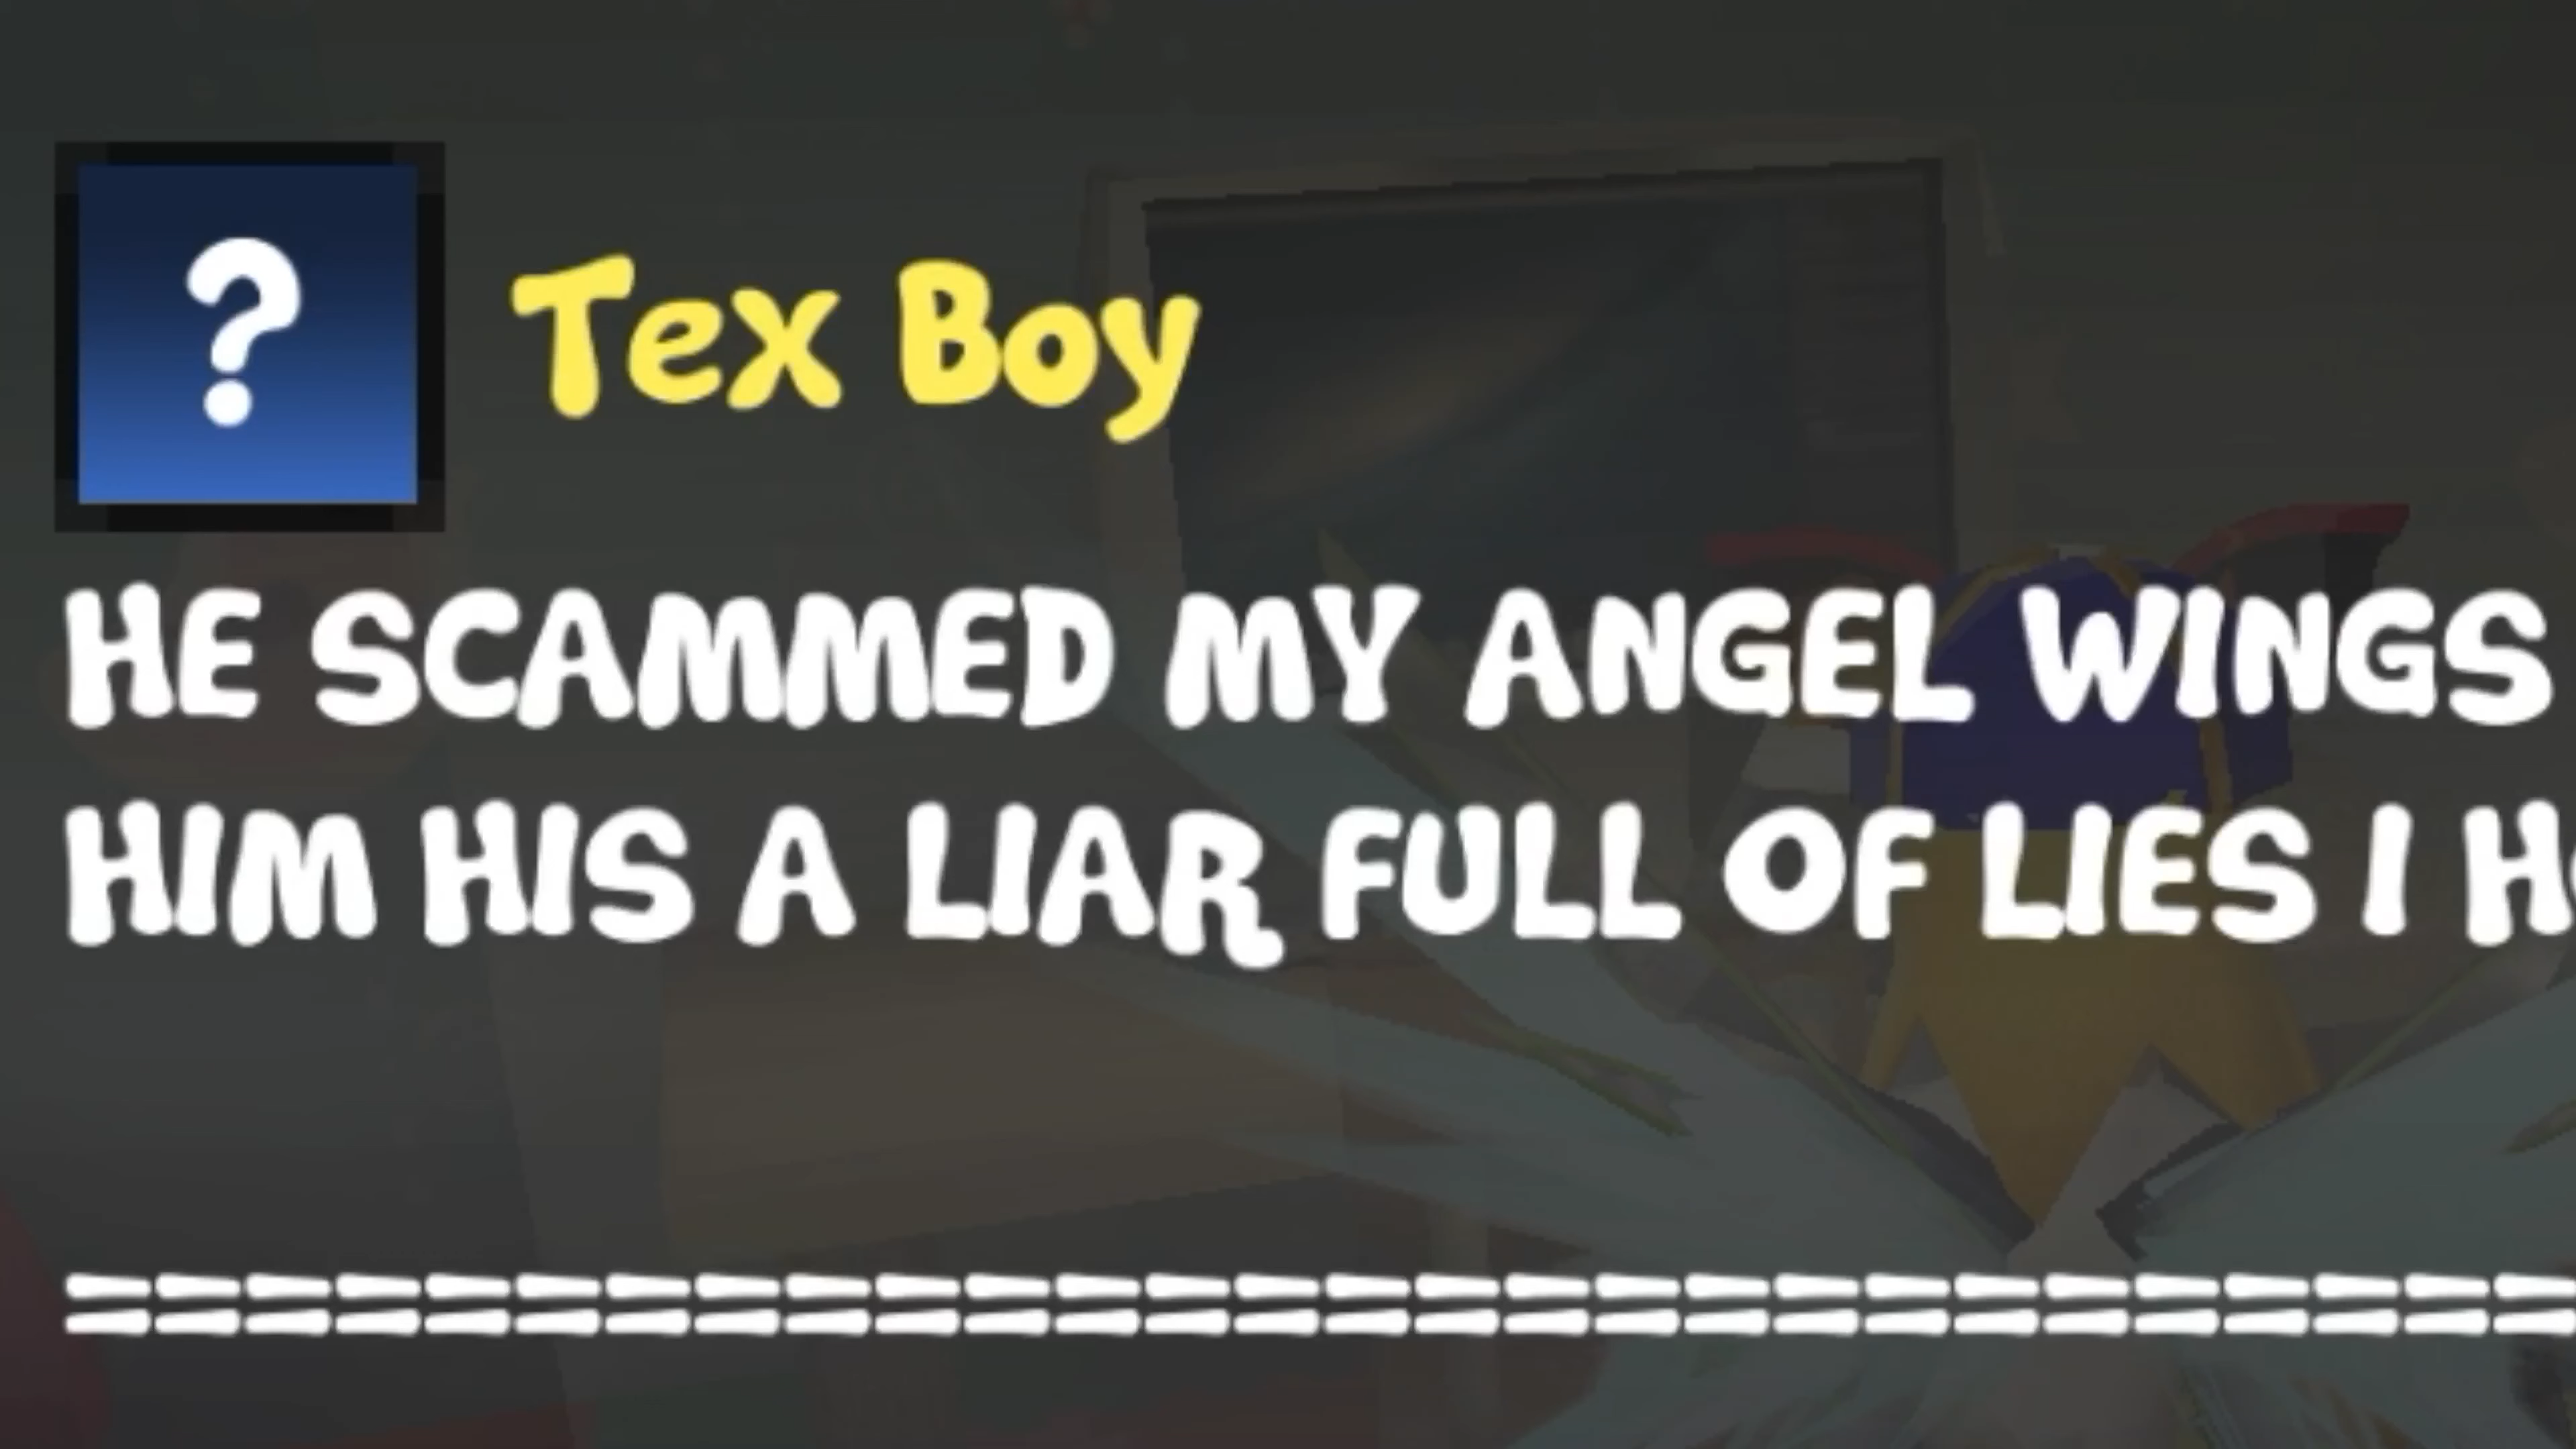 ?
Tex Boy
HE SCAMMED MY ANGEL WINGS
HIM HIS A LIAR FULL OF LIES I
============================